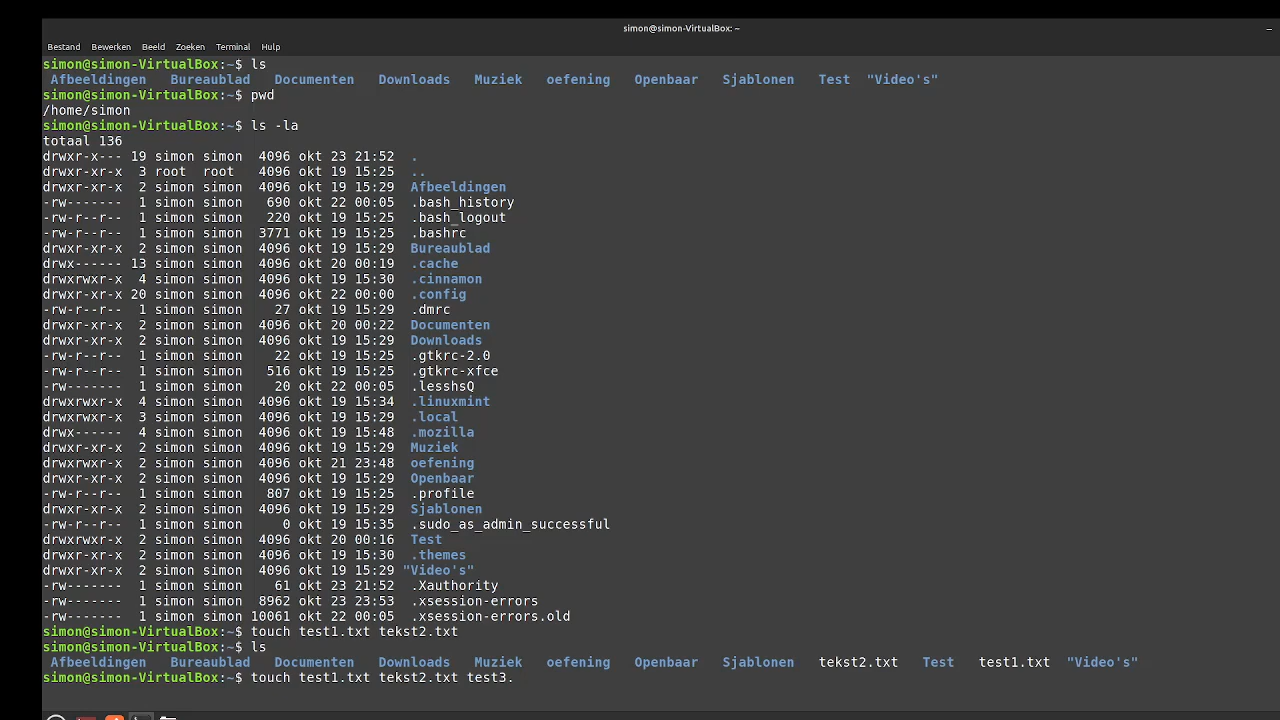 simon@simon-VirtualBox: ~
Bestand Bewerken Beeld Zoeken Terminal Hulp
simon@simon-VirtualBox:~$ ls
Afbeeldingen Bureaublad Documenten Downloads Muziek oefening Openbaar Sjablonen Test "Video's"
simon@simon-VirtualBox:~$ pwd
/home/simon
simon@simon-VirtualBox:~$ ls -la
totaal 136
drwxr-x--- 19 simon simon  4096 okt 23 21:52 .
drwxr-xr-x  3 root  root   4096 okt 19 15:25 ..
drwxr-xr-x  2 simon simon  4096 okt 19 15:29 Afbeeldingen
-rw-------  1 simon simon   690 okt 22 00:05 .bash_history
-rw-r--r--  1 simon simon   220 okt 19 15:25 .bash_logout
-rw-r--r--  1 simon simon  3771 okt 19 15:25 .bashrc
drwxr-xr-x  2 simon simon  4096 okt 19 15:29 Bureaublad
drwx------ 13 simon simon  4096 okt 20 00:19 .cache
drwxrwxr-x  4 simon simon  4096 okt 19 15:30 .cinnamon
drwxr-xr-x 20 simon simon  4096 okt 22 00:00 .config
-rw-r--r--  1 simon simon    27 okt 19 15:29 .dmrc
drwxr-xr-x  2 simon simon  4096 okt 20 00:22 Documenten
drwxr-xr-x  2 simon simon  4096 okt 19 15:29 Downloads
-rw-r--r--  1 simon simon    22 okt 19 15:25 .gtkrc-2.0
-rw-r--r--  1 simon simon   516 okt 19 15:25 .gtkrc-xfce
-rw-------  1 simon simon    20 okt 22 00:05 .lesshsQ
drwxrwxr-x  4 simon simon  4096 okt 19 15:34 .linuxmint
drwxrwxr-x  3 simon simon  4096 okt 19 15:29 .local
drwx------  4 simon simon  4096 okt 19 15:48 .mozilla
drwxr-xr-x  2 simon simon  4096 okt 19 15:29 Muziek
drwxrwxr-x  2 simon simon  4096 okt 21 23:48 oefening
drwxr-xr-x  2 simon simon  4096 okt 19 15:29 Openbaar
-rw-r--r--  1 simon simon   807 okt 19 15:25 .profile
drwxr-xr-x  2 simon simon  4096 okt 19 15:29 Sjablonen
-rw-r--r--  1 simon simon     0 okt 19 15:35 .sudo_as_admin_successful
drwxrwxr-x  2 simon simon  4096 okt 20 00:16 Test
drwxr-xr-x  2 simon simon  4096 okt 19 15:30 .themes
drwxr-xr-x  2 simon simon  4096 okt 19 15:29 "Video's"
-rw-------  1 simon simon    61 okt 23 21:52 .Xauthority
-rw-------  1 simon simon  8962 okt 23 23:53 .xsession-errors
-rw-------  1 simon simon 10061 okt 22 00:05 .xsession-errors.old
simon@simon-VirtualBox:~$ touch test1.txt tekst2.txt
simon@simon-VirtualBox:~$ ls
Afbeeldingen Bureaublad Documenten Downloads Muziek oefening Openbaar Sjablonen tekst2.txt Test test1.txt "Video's"
simon@simon-VirtualBox:~$ touch test1.txt tekst2.txt test3.